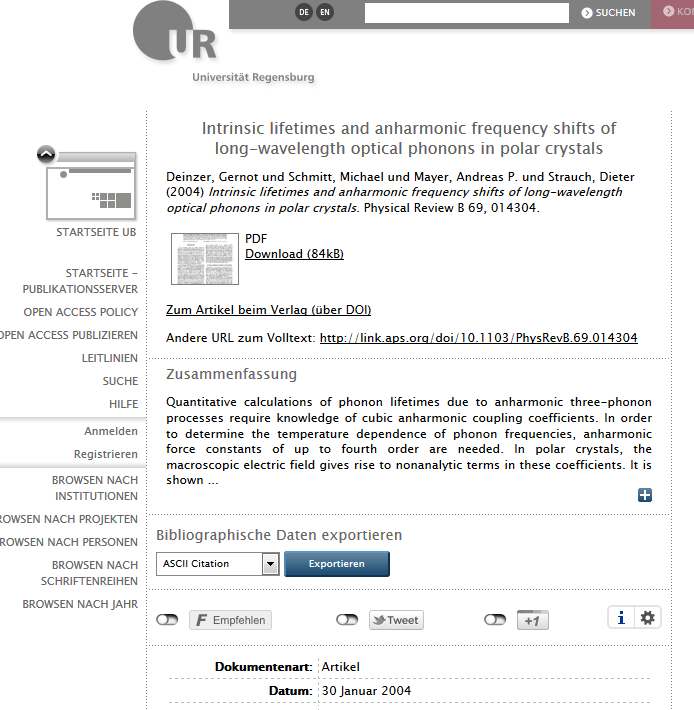 DE EN
SUCHEN
KON
UR
Universität Regensburg
STARTSEITE UB
STARTSEITE -
PUBLIKATIONSSERVER
OPEN ACCESS POLICY
OPEN ACCESS PUBLIZIEREN
LEITLINIEN
SUCHE
HILFE
Anmelden
Registrieren
BROWSEN NACH
INSTITUTIONEN
ROWSEN NACH PROJEKTEN
ROWSEN NACH PERSONEN
BROWSEN NACH
SCHRIFTENREIHEN
BROWSEN NACH JAHR
Intrinsic lifetimes and anharmonic frequency shifts of
long-wavelength optical phonons in polar crystals
Deinzer, Gernot und Schmitt, Michael und Mayer, Andreas P. und Strauch, Dieter
(2004) Intrinsic lifetimes and anharmonic frequency shifts of long-wavelength
optical phonons in polar crystals. Physical Review B 69, 014304.
PDF
Download (84kB)
Zum Artikel beim Verlag (über DOI)
Andere URL zum Volltext: http://link.aps.org/doi/10.1103/PhysRevB.69.014304
Zusammenfassung
Quantitative calculations of phonon lifetimes due to anharmonic three-phonon
processes require knowledge of cubic anharmonic coupling coefficients. In order
to determine the temperature dependence of phonon frequencies, anharmonic
force constants of up to fourth order are needed. In polar crystals, the
macroscopic electric field gives rise to nonanalytic terms in these coefficients. It is
shown ...
Bibliographische Daten exportieren
ASCII Citation
Exportieren
F Empfehlen
Tweet
+1
i
Dokumentenart: Artikel
Datum: 30 Januar 2004